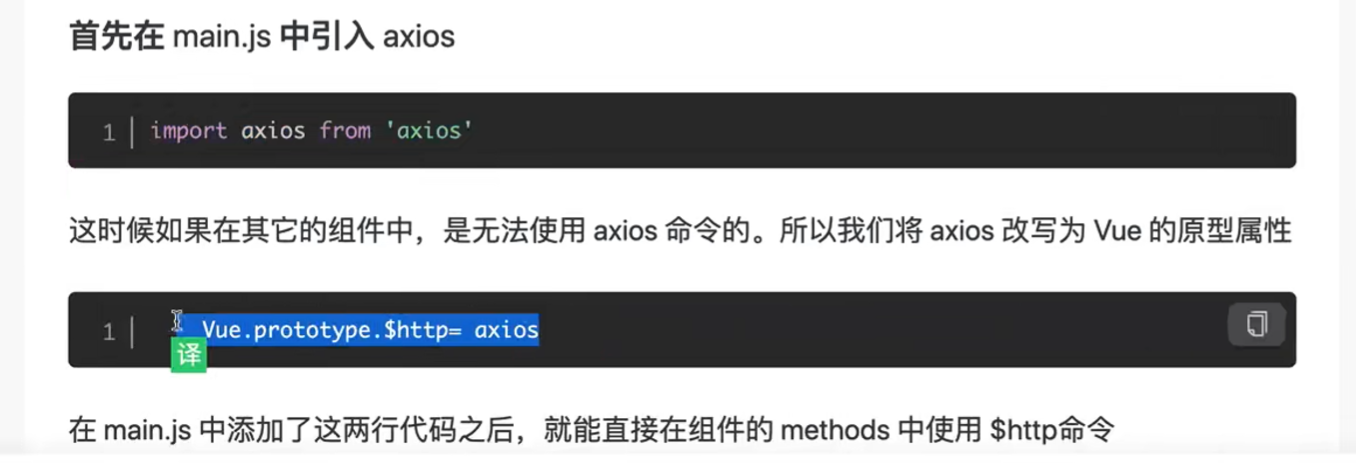 首先在 main.js 中引入 axios
1 import axios from 'axios'
这时候如果在其它的组件中，是无法使用 axios 命令的。所以我们将 axios 改写为 Vue 的原型属性
1 Vue.prototype.$http= axios
译
在 main.js 中添加了这两行代码之后，就能直接在组件的 methods 中使用 $http命令